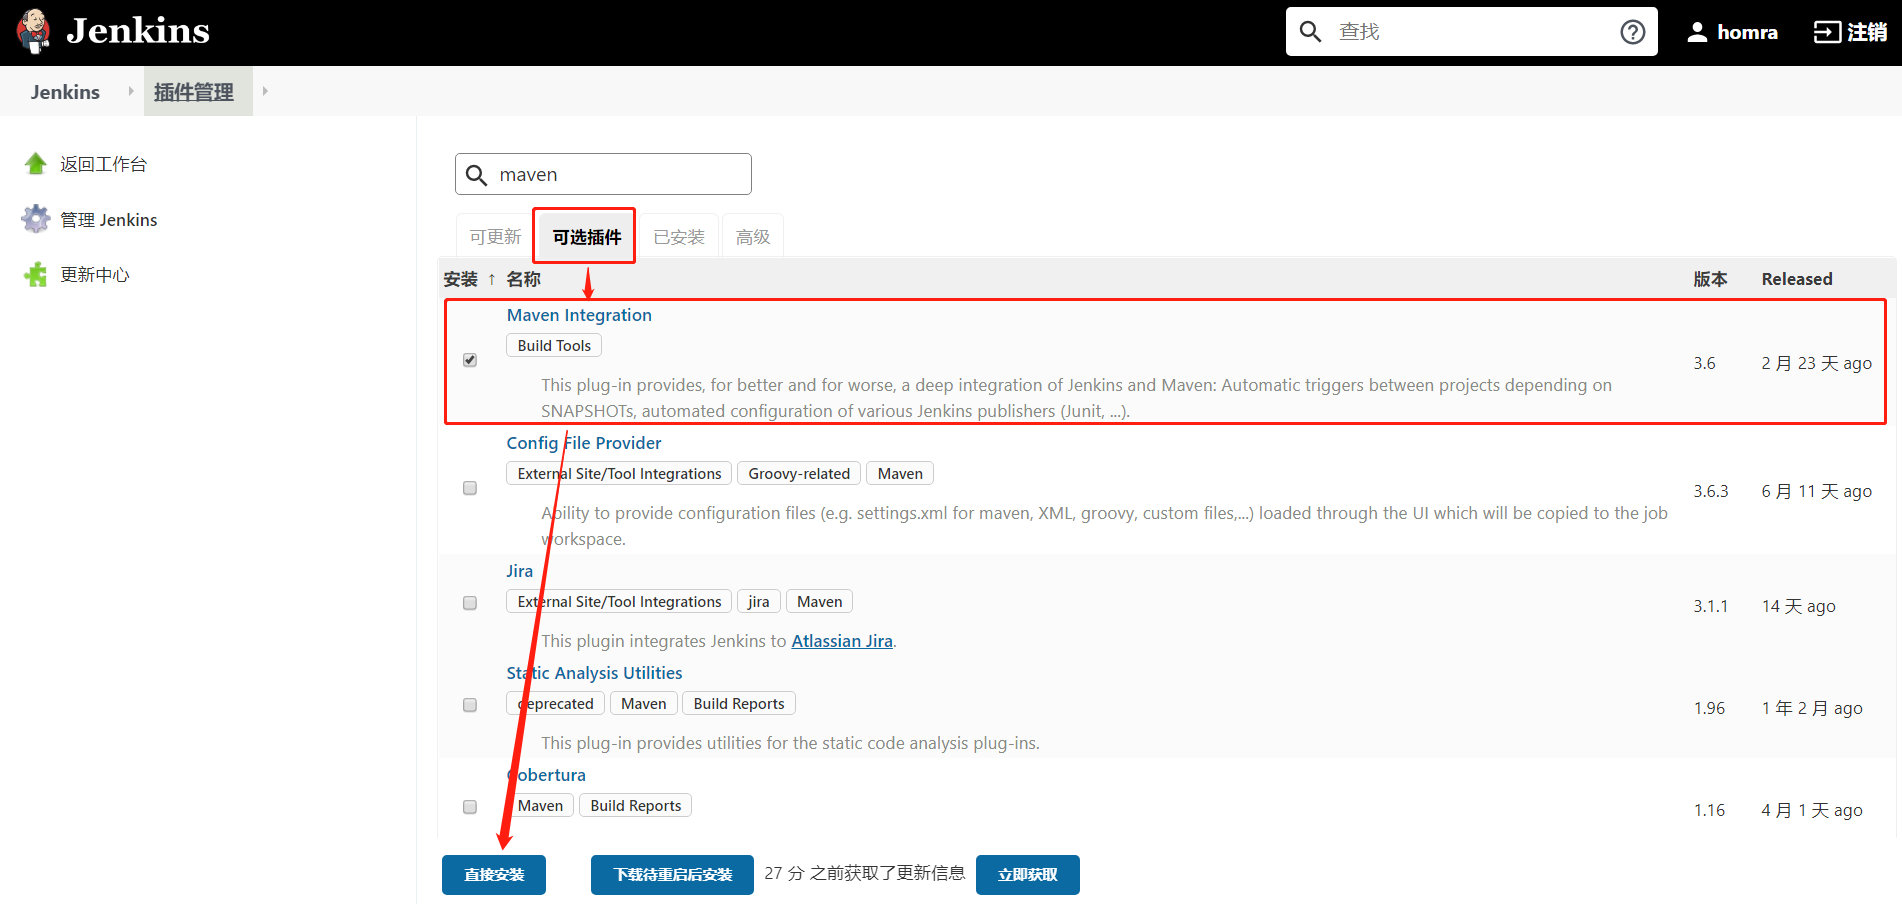 Jenkins
查找
homra
注销
Jenkins
插件管理
返回工作台
管理 Jenkins
更新中心
maven
可更新
可选插件
已安装
高级
安装 ↑ 名称 版本 Released
Maven Integration
Build Tools
3.6 2 月 23 天 ago
This plug-in provides, for better and for worse, a deep integration of Jenkins and Maven: Automatic triggers between projects depending on
SNAPSHOTs, automated configuration of various Jenkins publishers (Junit, ...).
Config File Provider
External Site/Tool Integrations Groovy-related Maven
3.6.3 6 月 11 天 ago
Ability to provide configuration files (e.g. settings.xml for maven, XML, groovy, custom files,...) loaded through the UI which will be copied to the job
workspace.
Jira
External Site/Tool Integrations jira Maven
3.1.1 14 天 ago
This plugin integrates Jenkins to Atlassian Jira.
Static Analysis Utilities
deprecated Maven Build Reports
1.96 1 年 2 月 ago
This plug-in provides utilities for the static code analysis plug-ins.
Cobertura
Maven Build Reports
1.16 4 月 1 天 ago
直接安装
下载待重启后安装
27 分 之前获取了更新信息
立即获取